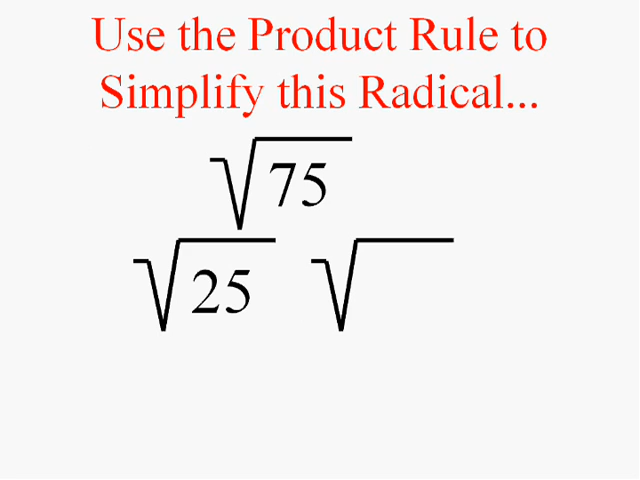 Use the Product Rule to
Simplify this Radical...
√75
√25 √